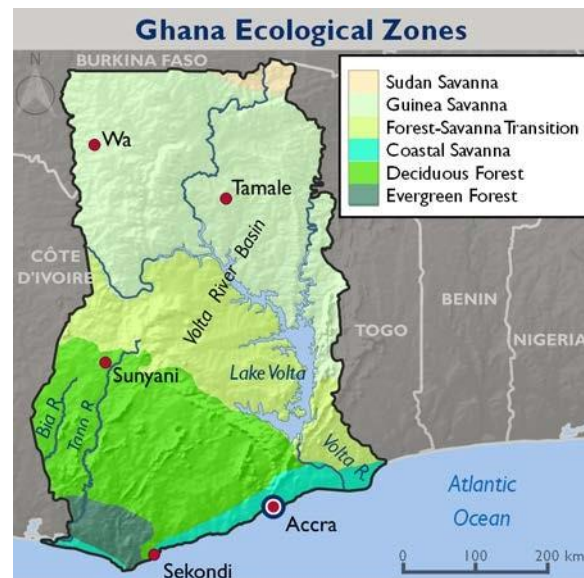 Ghana Ecological Zones
BURKINA FASO
Sudan Savanna
Guinea Savanna
Forest-Savanna Transition
Coastal Savanna
Deciduous Forest
Evergreen Forest
Wa
Tamale
Volta River Basin
CÔTE
D'IVOIRE
TOGO
BENIN
NIGERIA
Sunyani
Lake Volta
Bia R
Tano R
Volta R.
Accra
Sekondi
Atlantic
Ocean
0 100 200 km